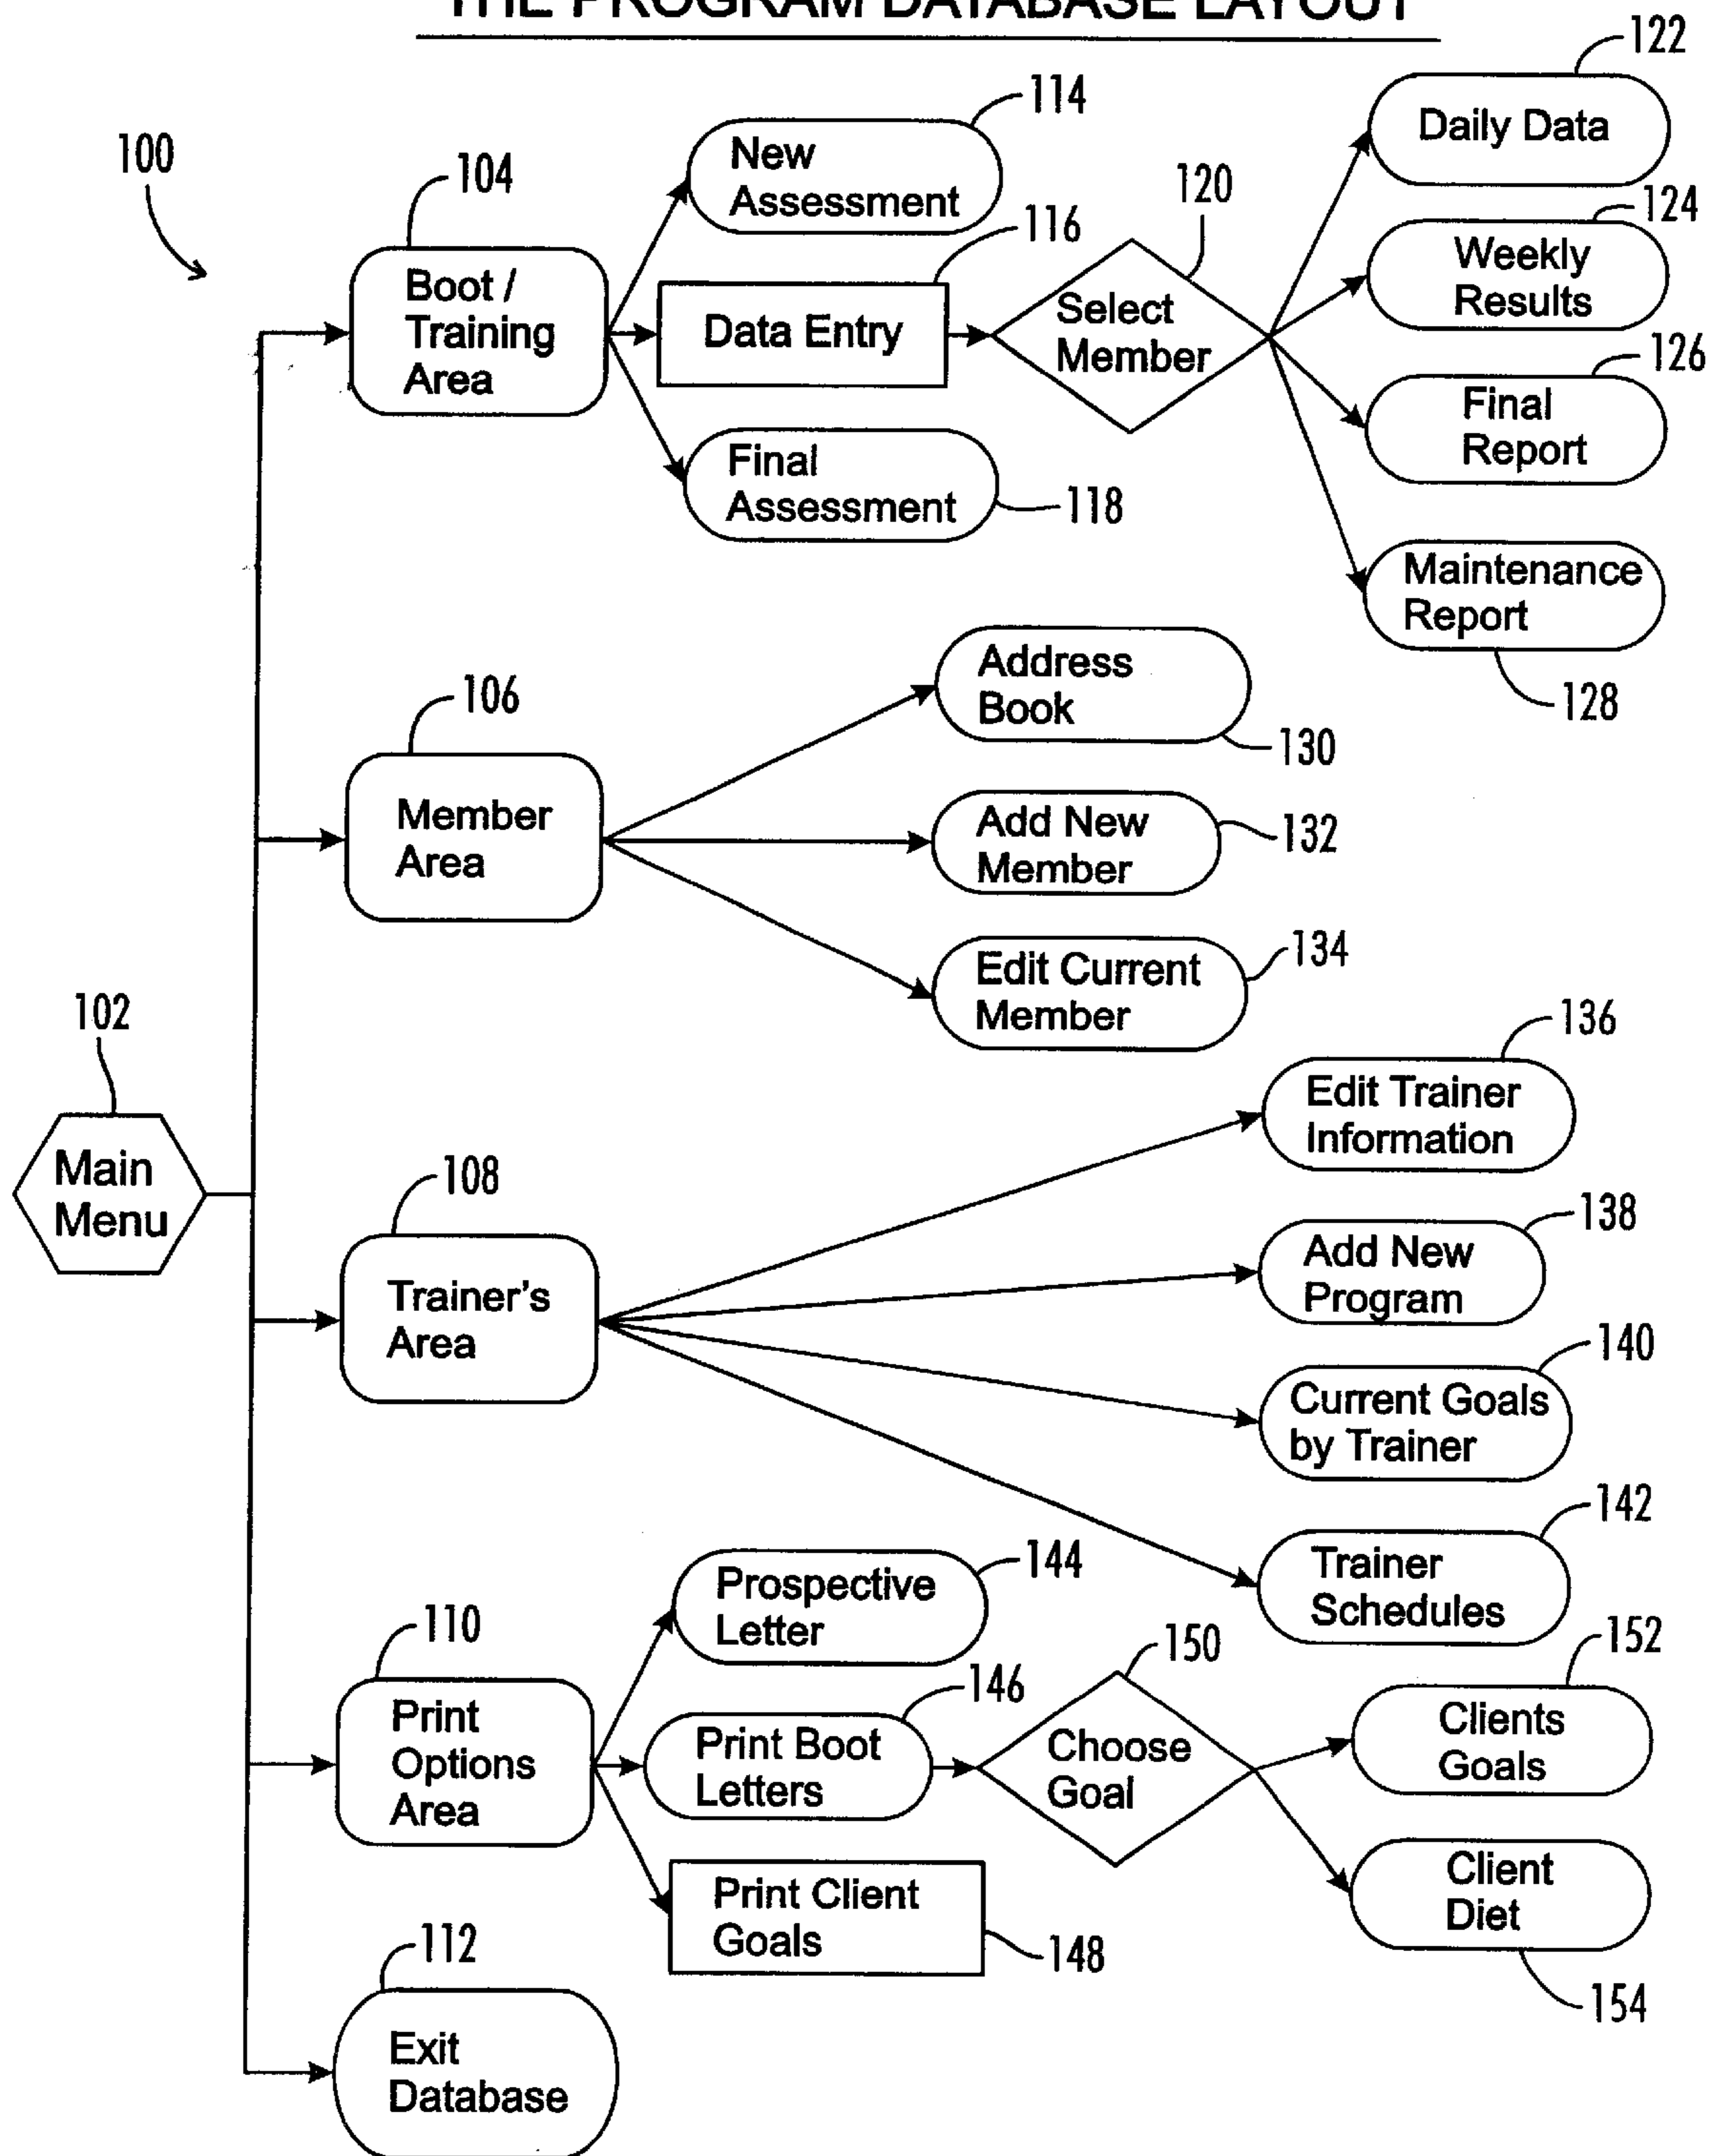 THE PROGRAM DATABASE LAYOUT
122
114
Daily Data
100
104
New
Assessment
120
124
116
Weekly
Results
Boot /
Training
Area
Data Entry
Select
Member
126
Final
Report
Final
Assessment
118
Maintenance
Report
128
106
Address
Book
130
Member
Area
Add New
Member
132
Edit Current
Member
134
102
136
Main
Menu
Edit Trainer
Information
108
138
Trainer's
Area
Add New
Program
140
Current Goals
by Trainer
142
Trainer
Schedules
144
Prospective
Letter
110
150
152
146
Print
Options
Area
Print Boot
Letters
Choose
Goal
Clients
Goals
Print Client
Goals
148
Client
Diet
154
112
Exit
Database